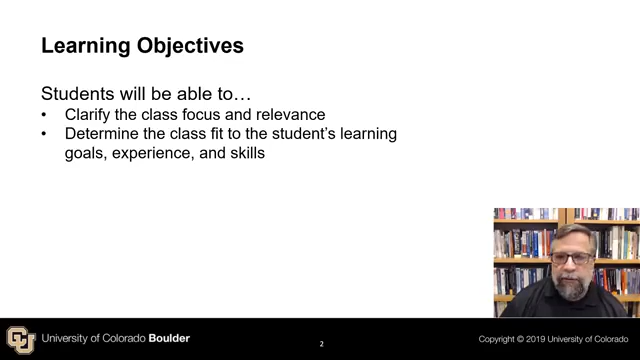 Learning Objectives
Students will be able to…
• Clarify the class focus and relevance
• Determine the class fit to the student's learning
goals, experience, and skills
CU
University of Colorado Boulder
2
Copyright © 2019 University of Colorado